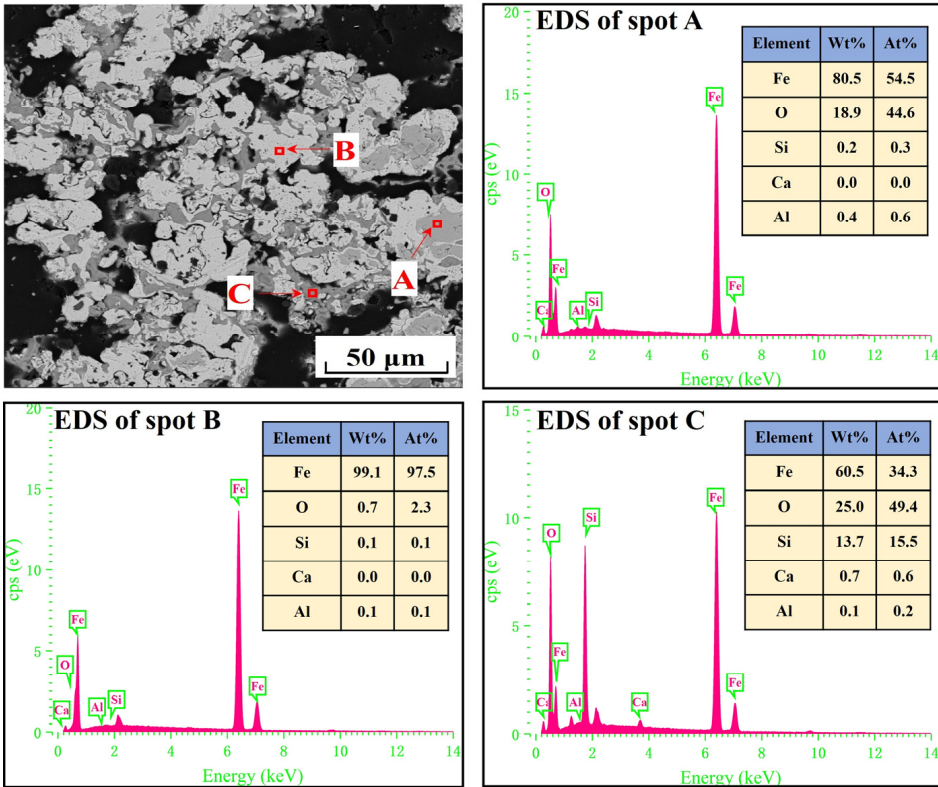 B
A
C
50 μm
EDS of spot A
Element Wt% At%
Fe 80.5 54.5
O 18.9 44.6
Si 0.2 0.3
Ca 0.0 0.0
Al 0.4 0.6
20
15
10
5
0
cps (eV)
Ca
O
Fe
Al
Si
Fe
Fe
0 2 4 6 8 10 12 14
Energy (keV)
EDS of spot B
Element Wt% At%
Fe 99.1 97.5
O 0.7 2.3
Si 0.1 0.1
Ca 0.0 0.0
Al 0.1 0.1
20
15
10
5
0
cps (eV)
Ca
O
Fe
Al
Si
Fe
Fe
0 2 4 6 8 10 12 14
Energy (keV)
EDS of spot C
Element Wt% At%
Fe 60.5 34.3
O 25.0 49.4
Si 13.7 15.5
Ca 0.7 0.6
Al 0.1 0.2
15
10
5
0
cps (eV)
Ca
O
Fe
Al
Si
Ca
Fe
Fe
0 2 4 6 8 10 12 14
Energy (keV)